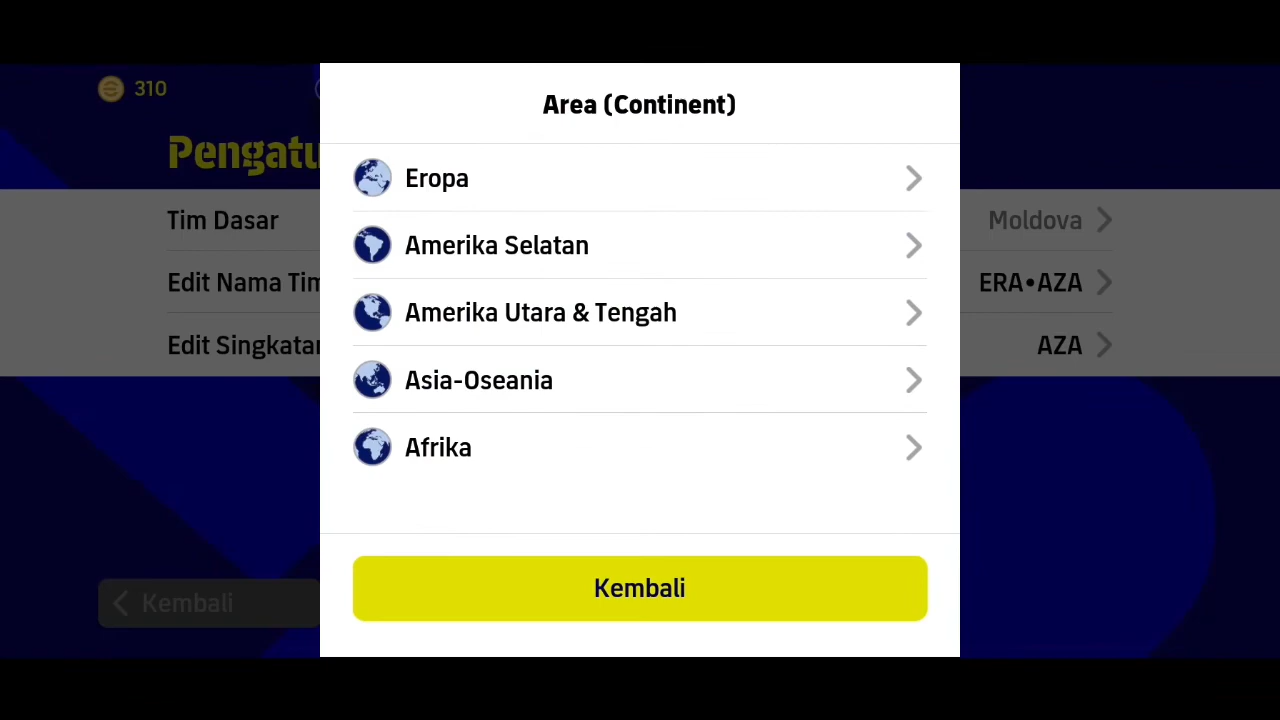 310
Area (Continent)
Pengatu
Eropa
Tim Dasar
Moldova
Amerika Selatan
Edit Nama Tim
ERA•AZA
Amerika Utara & Tengah
Edit Singkatan
AZA
Asia-Oseania
Afrika
Kembali
Kembali